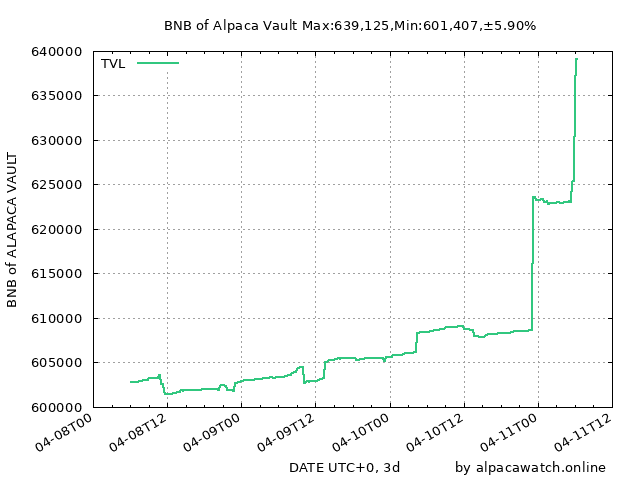 BNB of Alpaca Vault Max:639,125,Min:601,407,±5.90%
TVL
640000
635000
630000
625000
620000
615000
610000
605000
600000
BNB of ALAPACA VAULT
04-08T00
04-08T12
04-09T00
04-09T12
04-10T00
04-10T12
04-11T00
04-11T12
DATE UTC+0, 3d
by alpacawatch.online